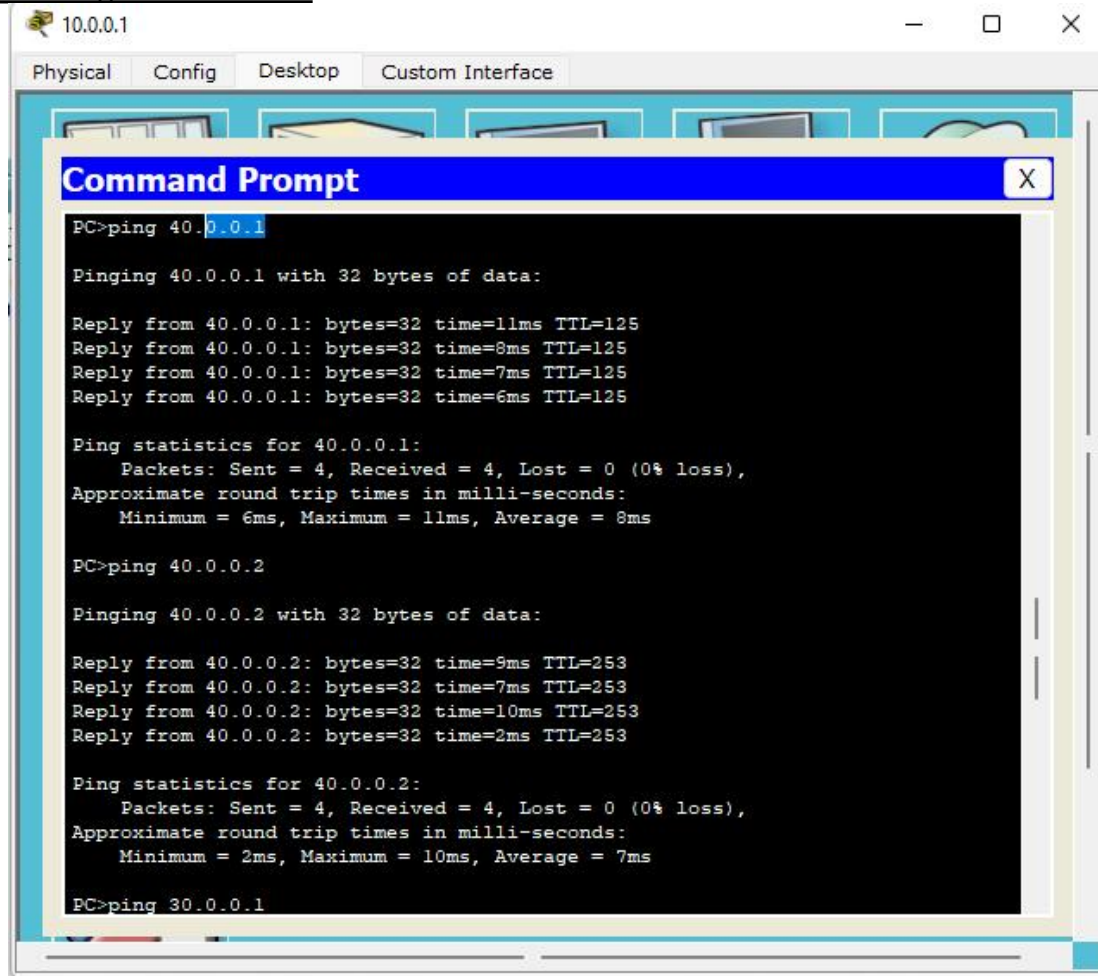 10.0.0.1
Physical Config Desktop Custom Interface
Command Prompt
X
PC>ping 40.0.0.1
Pinging 40.0.0.1 with 32 bytes of data:
Reply from 40.0.0.1: bytes=32 time=11ms TTL=125
Reply from 40.0.0.1: bytes=32 time=8ms TTL=125
Reply from 40.0.0.1: bytes=32 time=7ms TTL=125
Reply from 40.0.0.1: bytes=32 time=6ms TTL=125
Ping statistics for 40.0.0.1:
Packets: Sent = 4, Received = 4, Lost = 0 (0% loss),
Approximate round trip times in milli-seconds:
Minimum = 6ms, Maximum = 11ms, Average = 8ms
PC>ping 40.0.0.2
Pinging 40.0.0.2 with 32 bytes of data:
Reply from 40.0.0.2: bytes=32 time=9ms TTL=253
Reply from 40.0.0.2: bytes=32 time=7ms TTL=253
Reply from 40.0.0.2: bytes=32 time=10ms TTL=253
Reply from 40.0.0.2: bytes=32 time=2ms TTL=253
Ping statistics for 40.0.0.2:
Packets: Sent = 4, Received = 4, Lost = 0 (0% loss),
Approximate round trip times in milli-seconds:
Minimum = 2ms, Maximum = 10ms, Average = 7ms
PC>ping 30.0.0.1